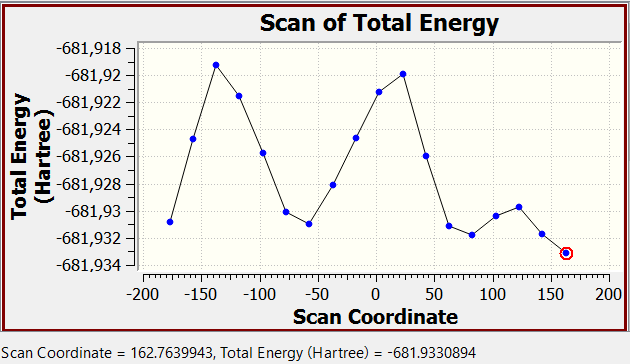 Scan of Total Energy
Total Energy
(Hartree)
-681,918
-681,92
-681,922
-681,924
-681,926
-681,928
-681,93
-681,932
-681,934
-200 -150 -100 -50 0 50 100 150 200
Scan Coordinate
Scan Coordinate = 162.7639943, Total Energy (Hartree) = -681.9330894